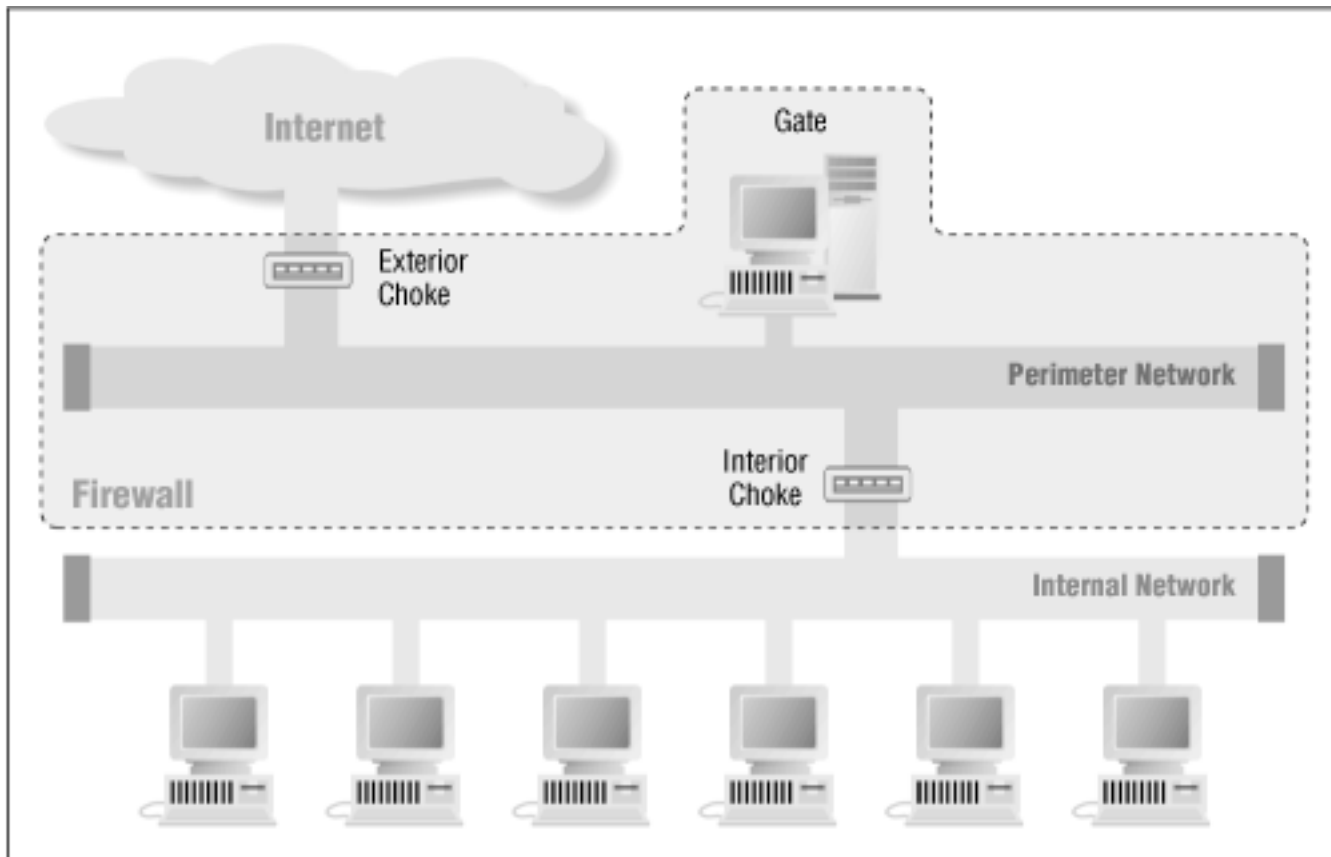 Internet
Gate
Exterior
Choke
Perimeter Network
Interior
Choke
Firewall
Internal Network